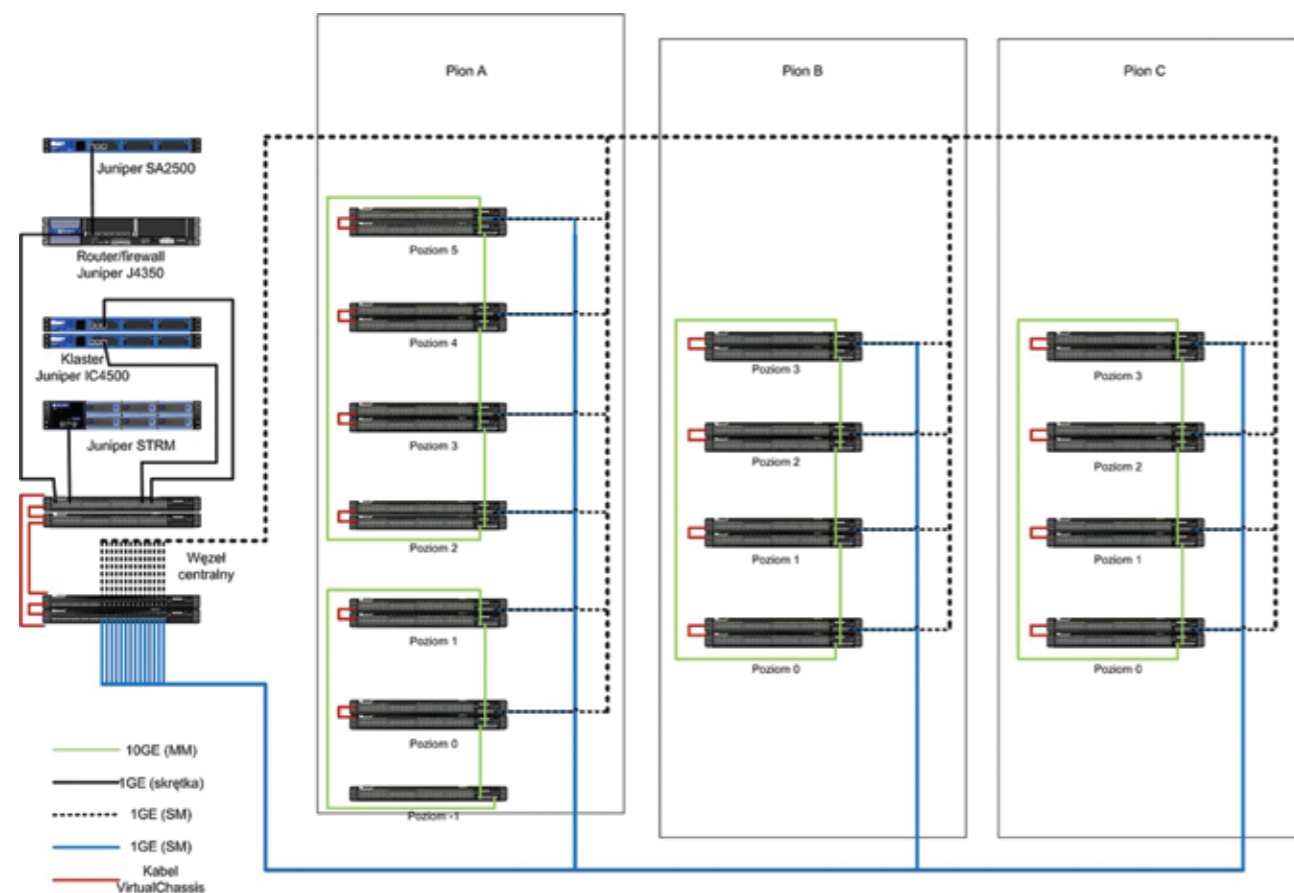 Pion A
Pion B
Pion C
Juniper SA2500
Router/firewall
Juniper J4350
Klaster
Juniper IC4500
Juniper STRM
Węzeł
centralny
Poziom 5
Poziom 4
Poziom 3
Poziom 2
Poziom 1
Poziom 0
Poziom -1
Poziom 3
Poziom 2
Poziom 1
Poziom 0
Poziom 3
Poziom 2
Poziom 1
Poziom 0
10GE (MM)
1GE (skrętka)
1GE (SM)
1GE (SM)
Kabel
VirtualChassis